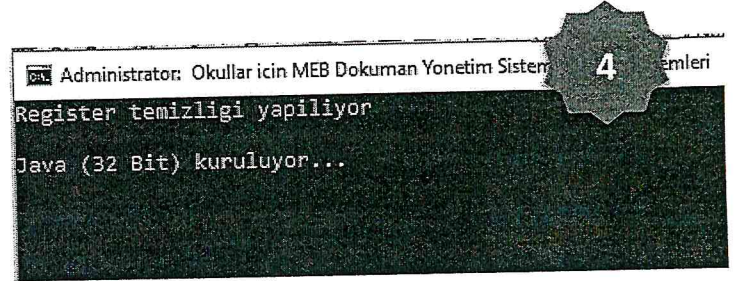 Administrator: Okullar icin MEB Dokuman Yonetim Sistem
4
emleri
Register temizligi yapiliyor
Java (32 Bit) kuruluyor...